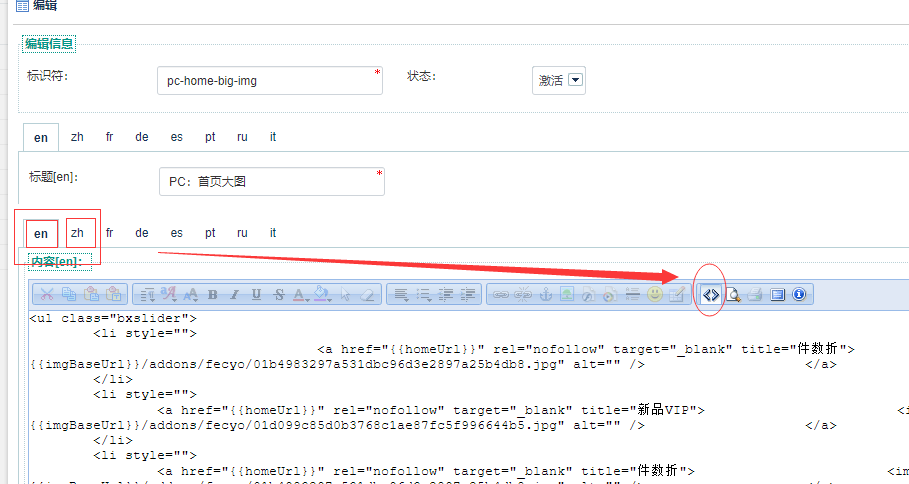 编辑
编辑信息
标识符: pc-home-big-img * 状态: 激活
en zh fr de es pt ru it
标题[en]: PC：首页大图 *
en zh fr de es pt ru it
内容[en]:
<ul class="bxslider">
<li style="">
<a href="{{homeUrl}}" rel="nofollow" target="_blank" title="件数折">
{{imgBaseUrl}}/addons/fecyo/01b4983297a531dbc96d3e2897a25b4db8.jpg" alt="" /> </a>
</li>
<li style="">
<a href="{{homeUrl}}" rel="nofollow" target="_blank" title="新品VIP"> <i
{{imgBaseUrl}}/addons/fecyo/01d099c85d0b3768c1ae87fc5f996644b5.jpg" alt="" /> </a>
</li>
<li style="">
<a href="{{homeUrl}}" rel="nofollow" target="_blank" title="件数折"> <im